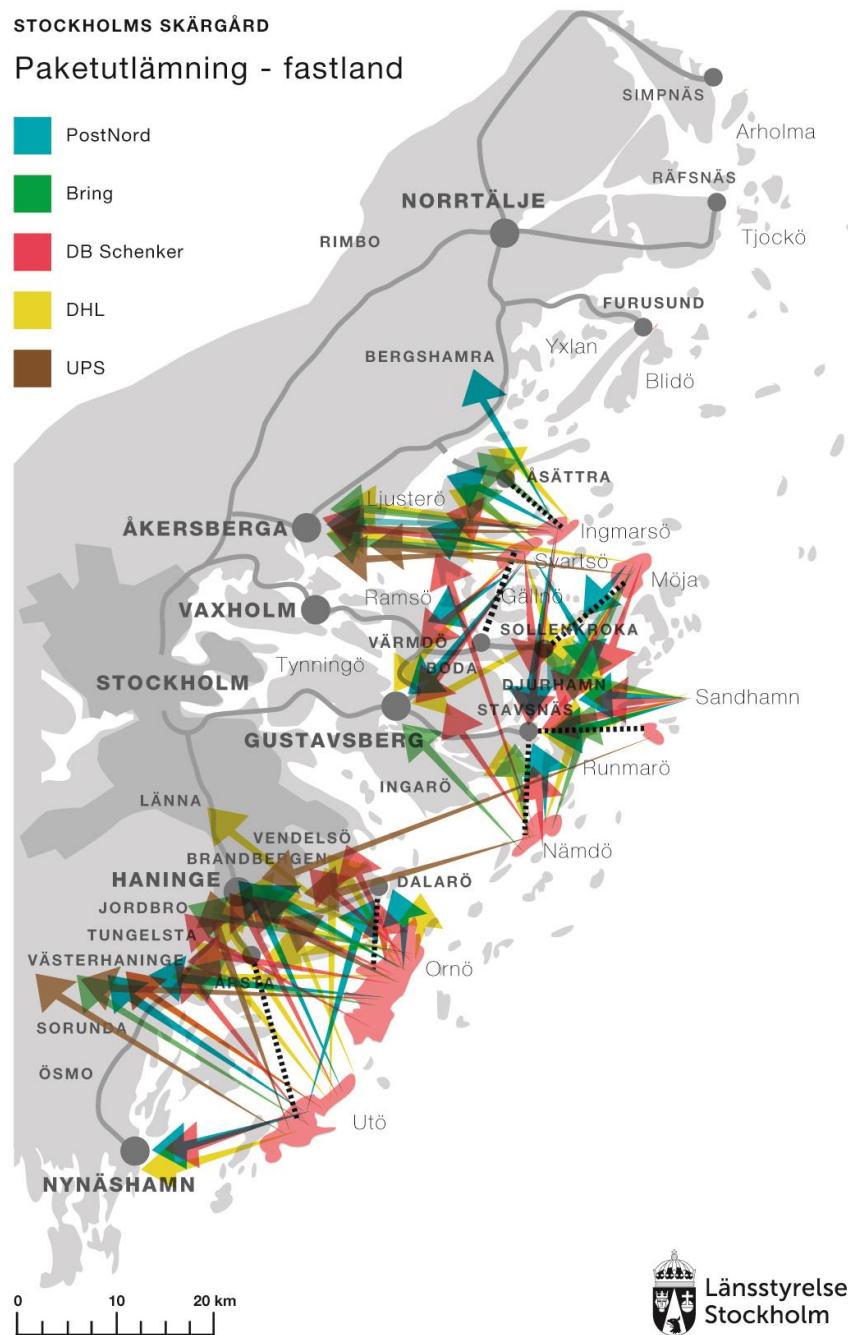 STOCKHOLMS SKÄRGÅRD
Paketutlämning - fastland
PostNord
Bring
DB Schenker
DHL
UPS
SIMPNÄS
Arholma
RÄFSNÄS
NORRTÄLJE
RIMBO
Tjockö
FURUSUND
Yxlan
BERGSHAMRA
Blidö
ÅSÄTTRA
Ljusterö
ÅKERSBERGA
Ingmarsö
Svartsö
Möja
Ramsö
Gällnö
VAXHOLM
SOLLENKROKA
VÄRMDÖ
Tynningö
BODA
STOCKHOLM
DJURHAMN
Sandhamn
STAVSNÄS
GUSTAVSBERG
Runmarö
INGARÖ
LÄNNA
VENDELSÖ
Nämdö
BRANDBERGEN
HANINGE
DALARÖ
JORDBRO
TUNGELSTA
VÄSTERHANINGE
Ornö
ÅRSTA
SORUNDA
ÖSMO
Utö
NYNÄSHAMN
0 10 20 km
Länsstyrelse
Stockholm